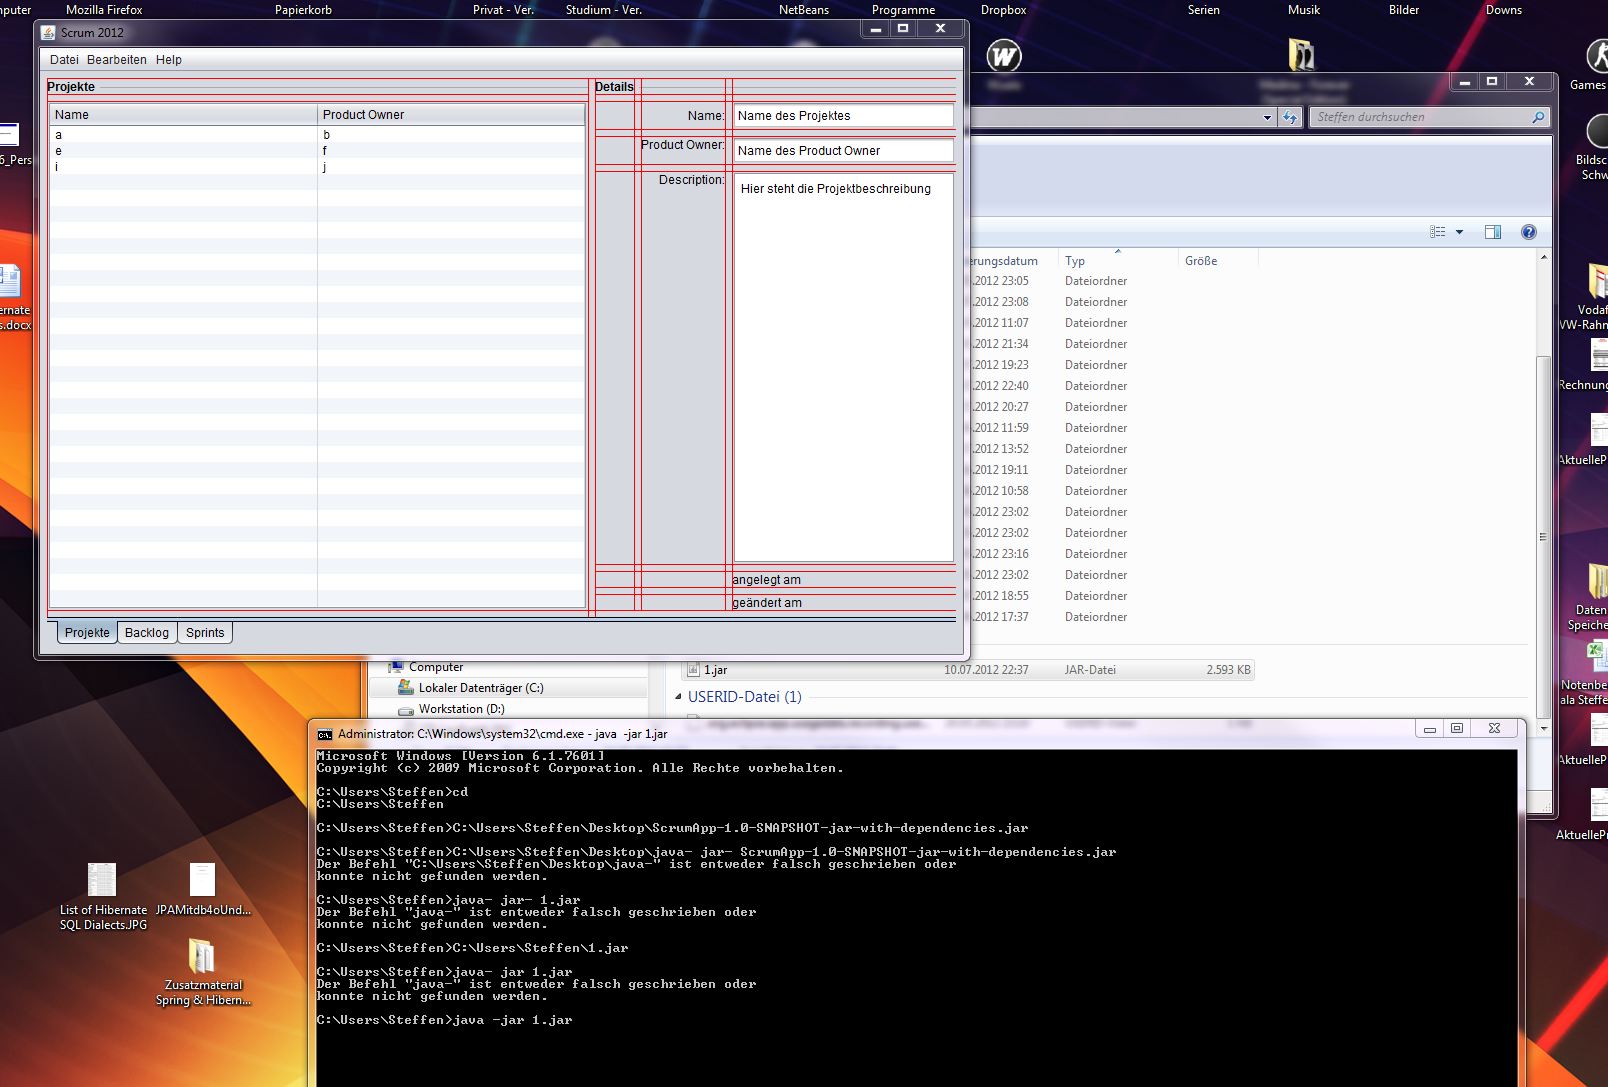 Mozilla Firefox
Papierkorb
Privat - Ver.
Studium - Ver.
NetBeans
Programme
Dropbox
Serien
Musik
Bilder
Downs
Scrum 2012
Datei Bearbeiten Help
Projekte
Name Product Owner
a b
e f
i j
Details
Name: Name des Projektes
Product Owner: Name des Product Owner
Description: Hier steht die Projektbeschreibung
angelegt am
geändert am
Projekte Backlog Sprints
Steffen durchsuchen
erungsdatum Typ Größe
.2012 23:05 Dateiordner
.2012 23:08 Dateiordner
.2012 11:07 Dateiordner
.2012 21:34 Dateiordner
.2012 19:23 Dateiordner
.2012 22:40 Dateiordner
.2012 20:27 Dateiordner
.2012 11:59 Dateiordner
.2012 13:52 Dateiordner
.2012 19:11 Dateiordner
.2012 10:58 Dateiordner
.2012 23:02 Dateiordner
.2012 23:02 Dateiordner
.2012 23:16 Dateiordner
.2012 23:02 Dateiordner
.2012 18:55 Dateiordner
.2012 17:37 Dateiordner
1.jar 10.07.2012 22:37 JAR-Datei 2.593 KB
USERID-Datei (1)
Computer
Lokaler Datenträger (C:)
Workstation (D:)
Administrator: C:\Windows\system32\cmd.exe - java -jar 1.jar
Microsoft Windows [Version 6.1.7601]
Copyright (c) 2009 Microsoft Corporation. Alle Rechte vorbehalten.
C:\Users\Steffen>cd
C:\Users\Steffen
C:\Users\Steffen>C:\Users\Steffen\Desktop\ScrumApp-1.0-SNAPSHOT-jar-with-dependencies.jar
C:\Users\Steffen>C:\Users\Steffen\Desktop\java- jar- ScrumApp-1.0-SNAPSHOT-jar-with-dependencies.jar
Der Befehl "C:\Users\Steffen\Desktop\java-" ist entweder falsch geschrieben oder
konnte nicht gefunden werden.
C:\Users\Steffen>java- jar- 1.jar
Der Befehl "java-" ist entweder falsch geschrieben oder
konnte nicht gefunden werden.
C:\Users\Steffen>C:\Users\Steffen\1.jar
C:\Users\Steffen>java- jar 1.jar
Der Befehl "java-" ist entweder falsch geschrieben oder
konnte nicht gefunden werden.
C:\Users\Steffen>java -jar 1.jar
List of Hibernate
SQL Dialects.JPG
JPAMitdb4oUnd...
Zusatzmaterial
Spring & Hibern...
puter
6_Pers
ernate
s.docx
Games
Bildsc
Schw
Vodaf
VW-Rahn
Rechnung
AktuelleP
Daten
Speiche
Notenbe
ala Steffe
AktuelleP
AktuellePr